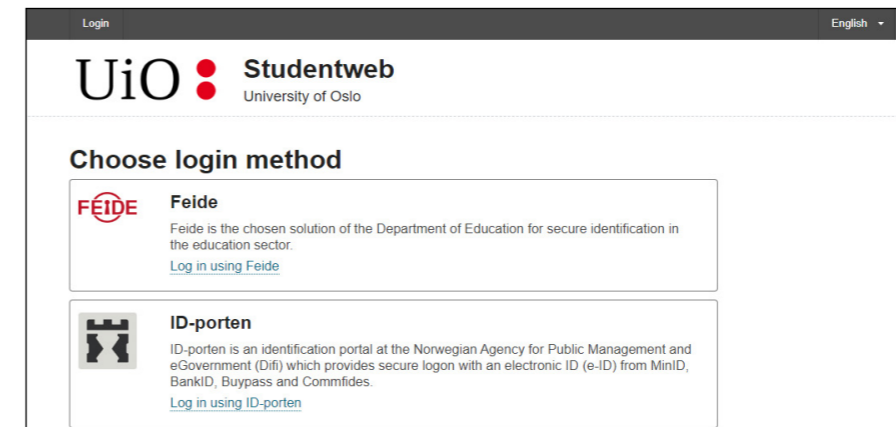 Login
English
UiO
Studentweb
University of Oslo
Choose login method
FEIDE
Feide
Feide is the chosen solution of the Department of Education for secure identification in
the education sector.
Log in using Feide
ID-porten
ID-porten is an identification portal at the Norwegian Agency for Public Management and
eGovernment (Difi) which provides secure logon with an electronic ID (e-ID) from MinID,
BankID, Buypass and Commfides.
Log in using ID-porten